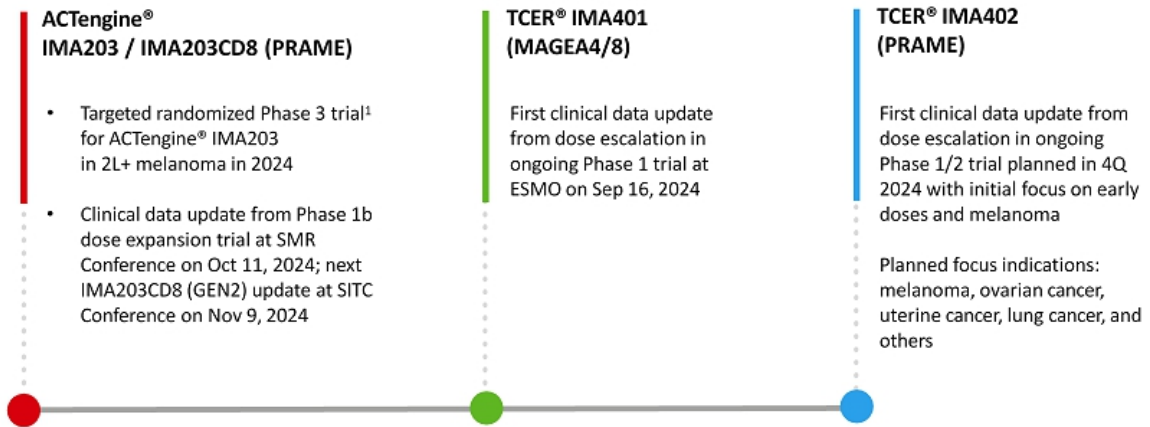 ACTengine®
IMA203 / IMA203CD8 (PRAME)
• Targeted randomized Phase 3 trial¹
for ACTengine® IMA203
in 2L+ melanoma in 2024
• Clinical data update from Phase 1b
dose expansion trial at SMR
Conference on Oct 11, 2024; next
IMA203CD8 (GEN2) update at SITC
Conference on Nov 9, 2024
TCER® IMA401
(MAGEA4/8)
First clinical data update
from dose escalation in
ongoing Phase 1 trial at
ESMO on Sep 16, 2024
TCER® IMA402
(PRAME)
First clinical data update from
dose escalation in ongoing
Phase 1/2 trial planned in 4Q
2024 with initial focus on early
doses and melanoma
Planned focus indications:
melanoma, ovarian cancer,
uterine cancer, lung cancer, and
others